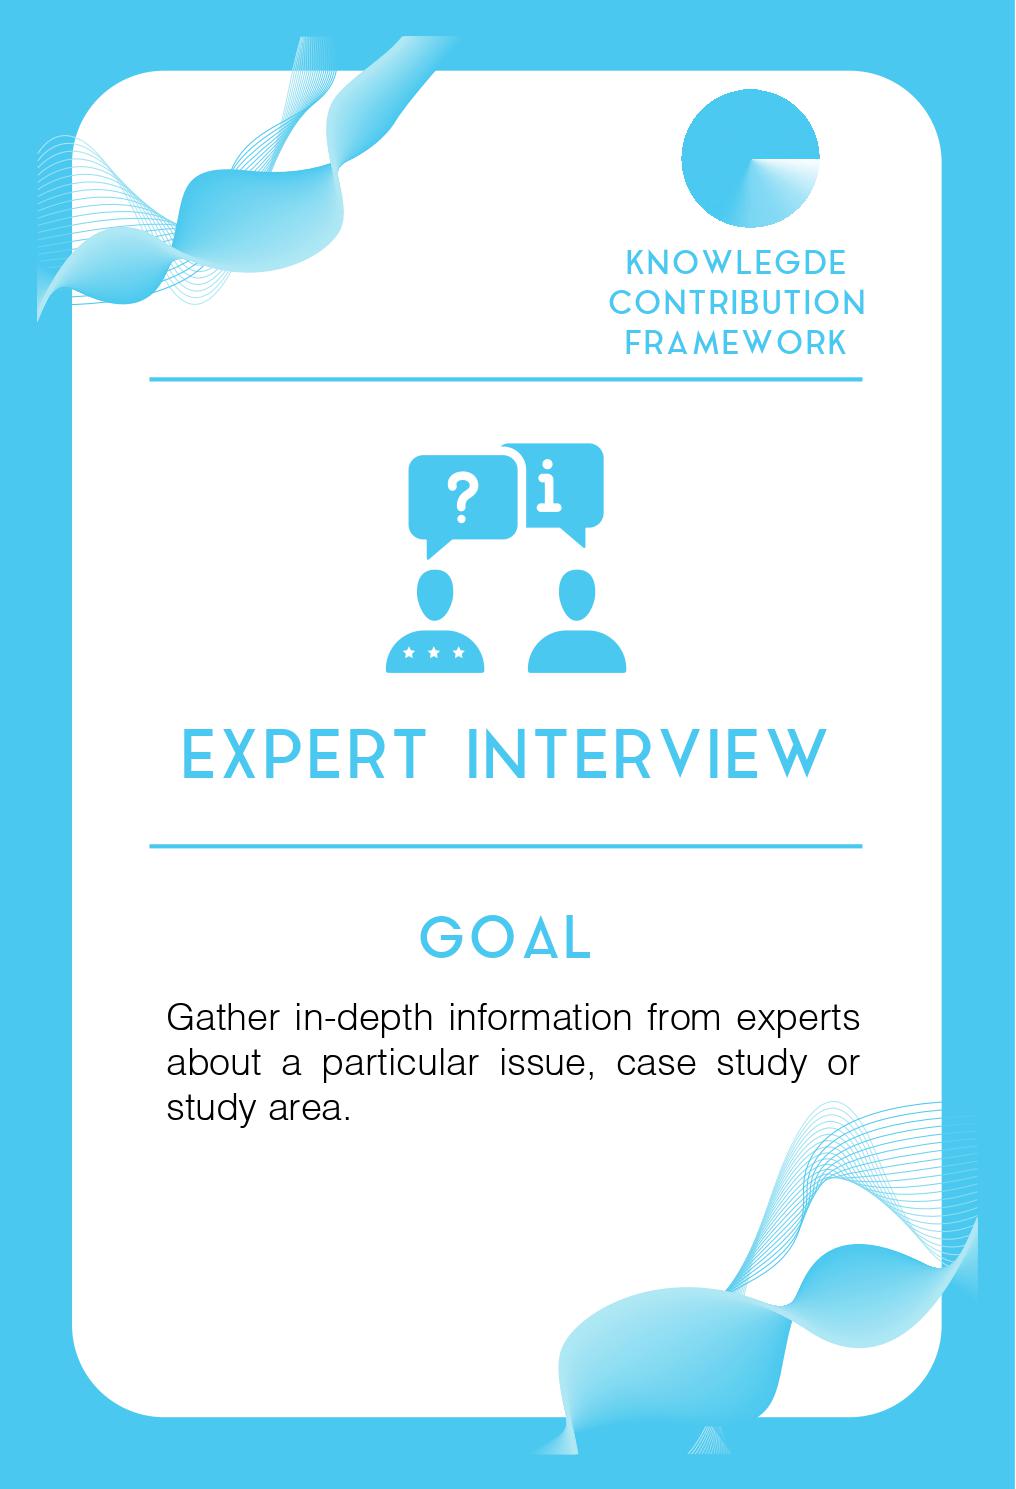 KNOWLEGDE
CONTRIBUTION
FRAMEWORK
? i
EXPERT INTERVIEW
GOAL
Gather in-depth information from experts
about a particular issue, case study or
study area.